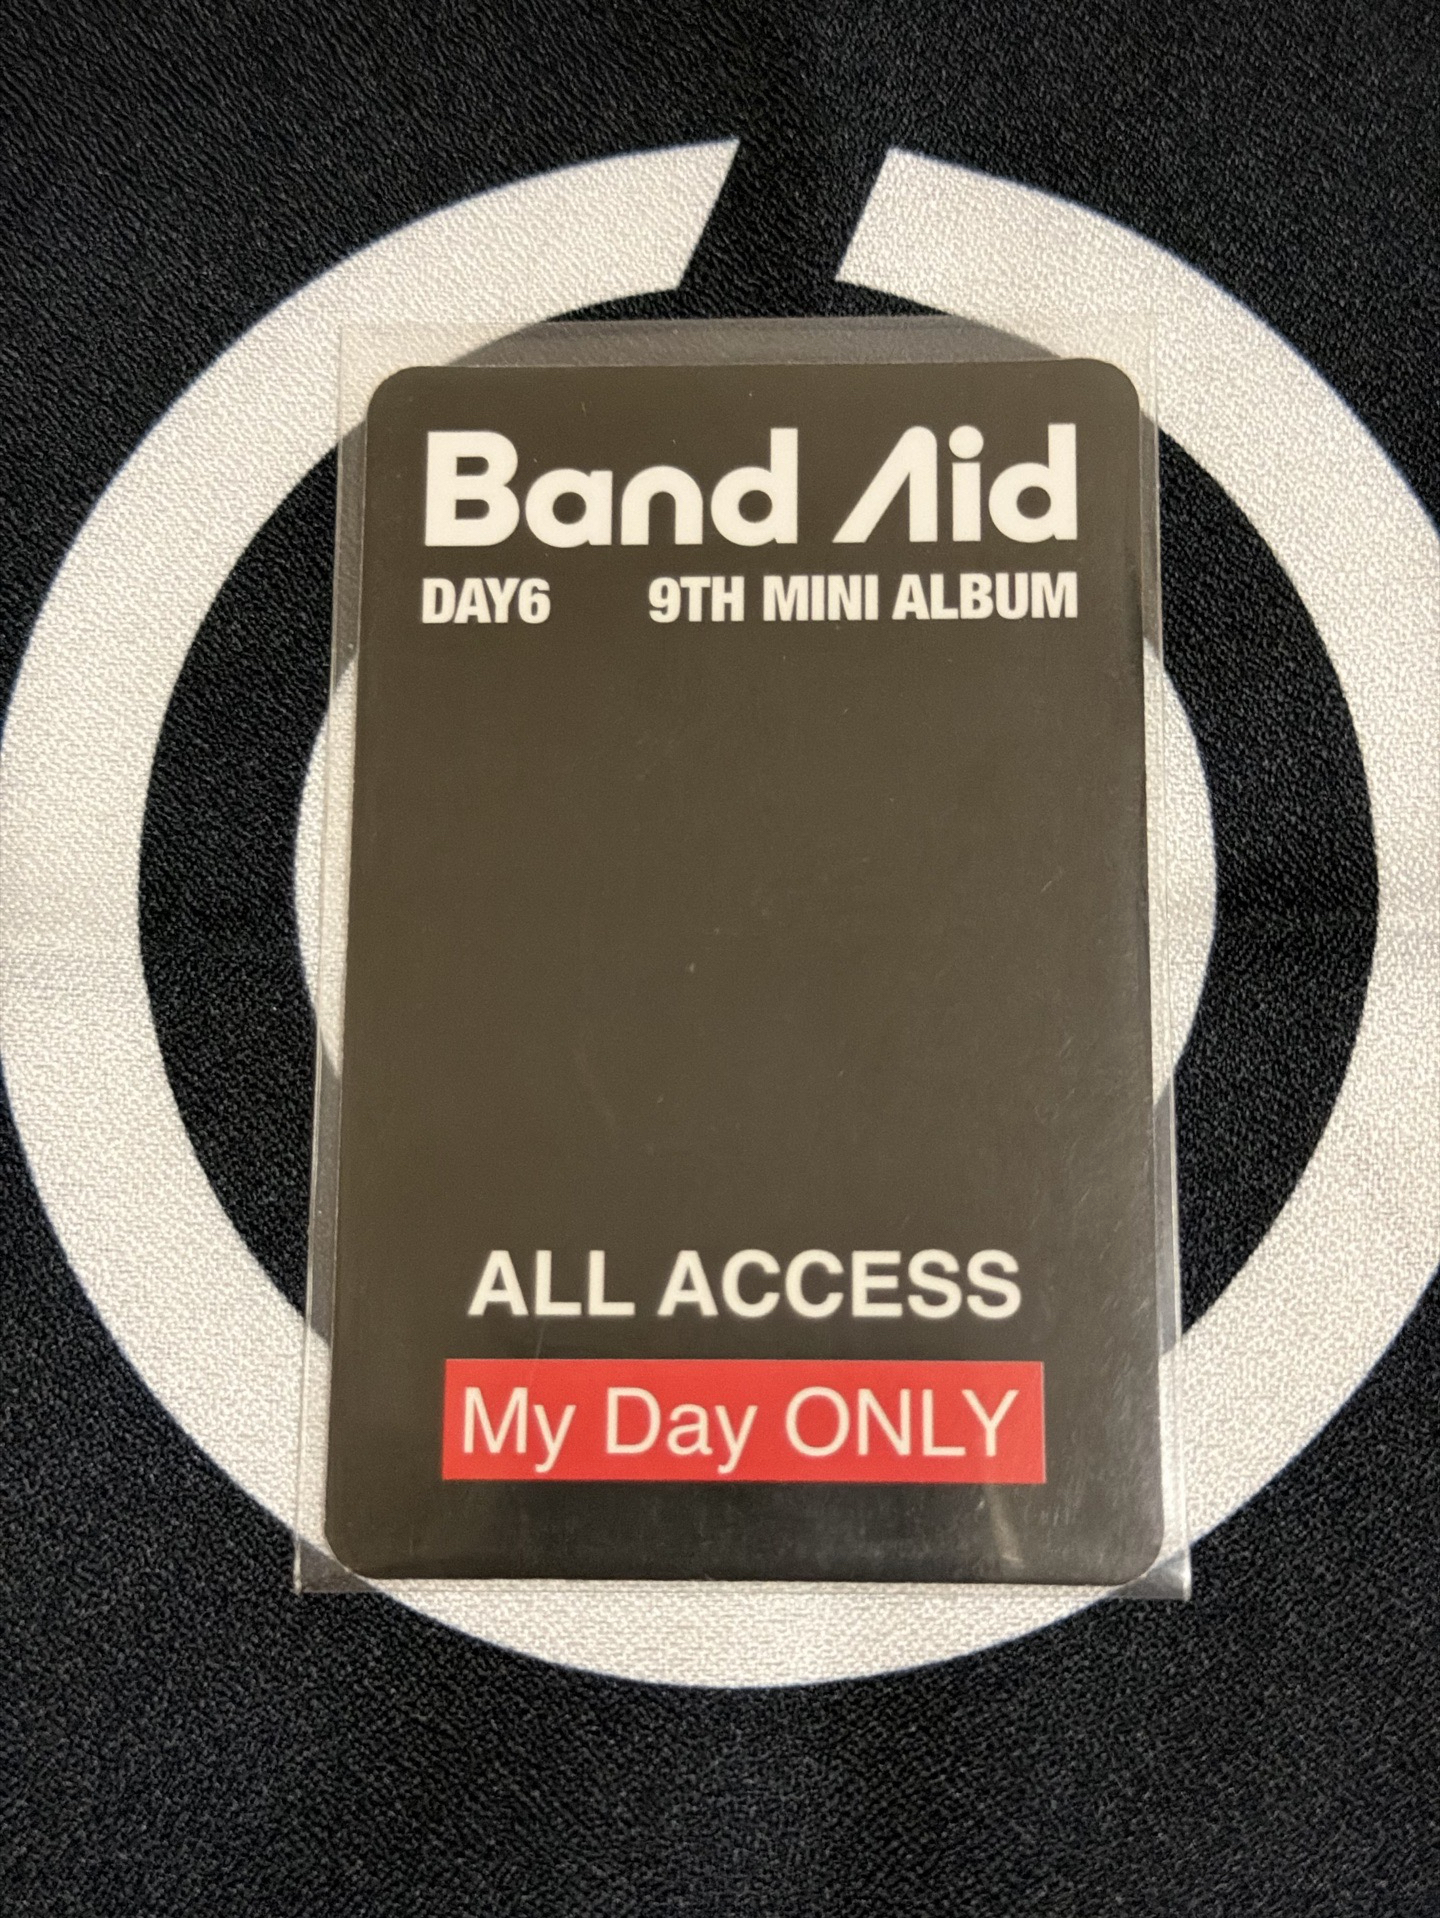 Band Aid
DAY6 9TH MINI ALBUM
ALL ACCESS
My Day ONLY